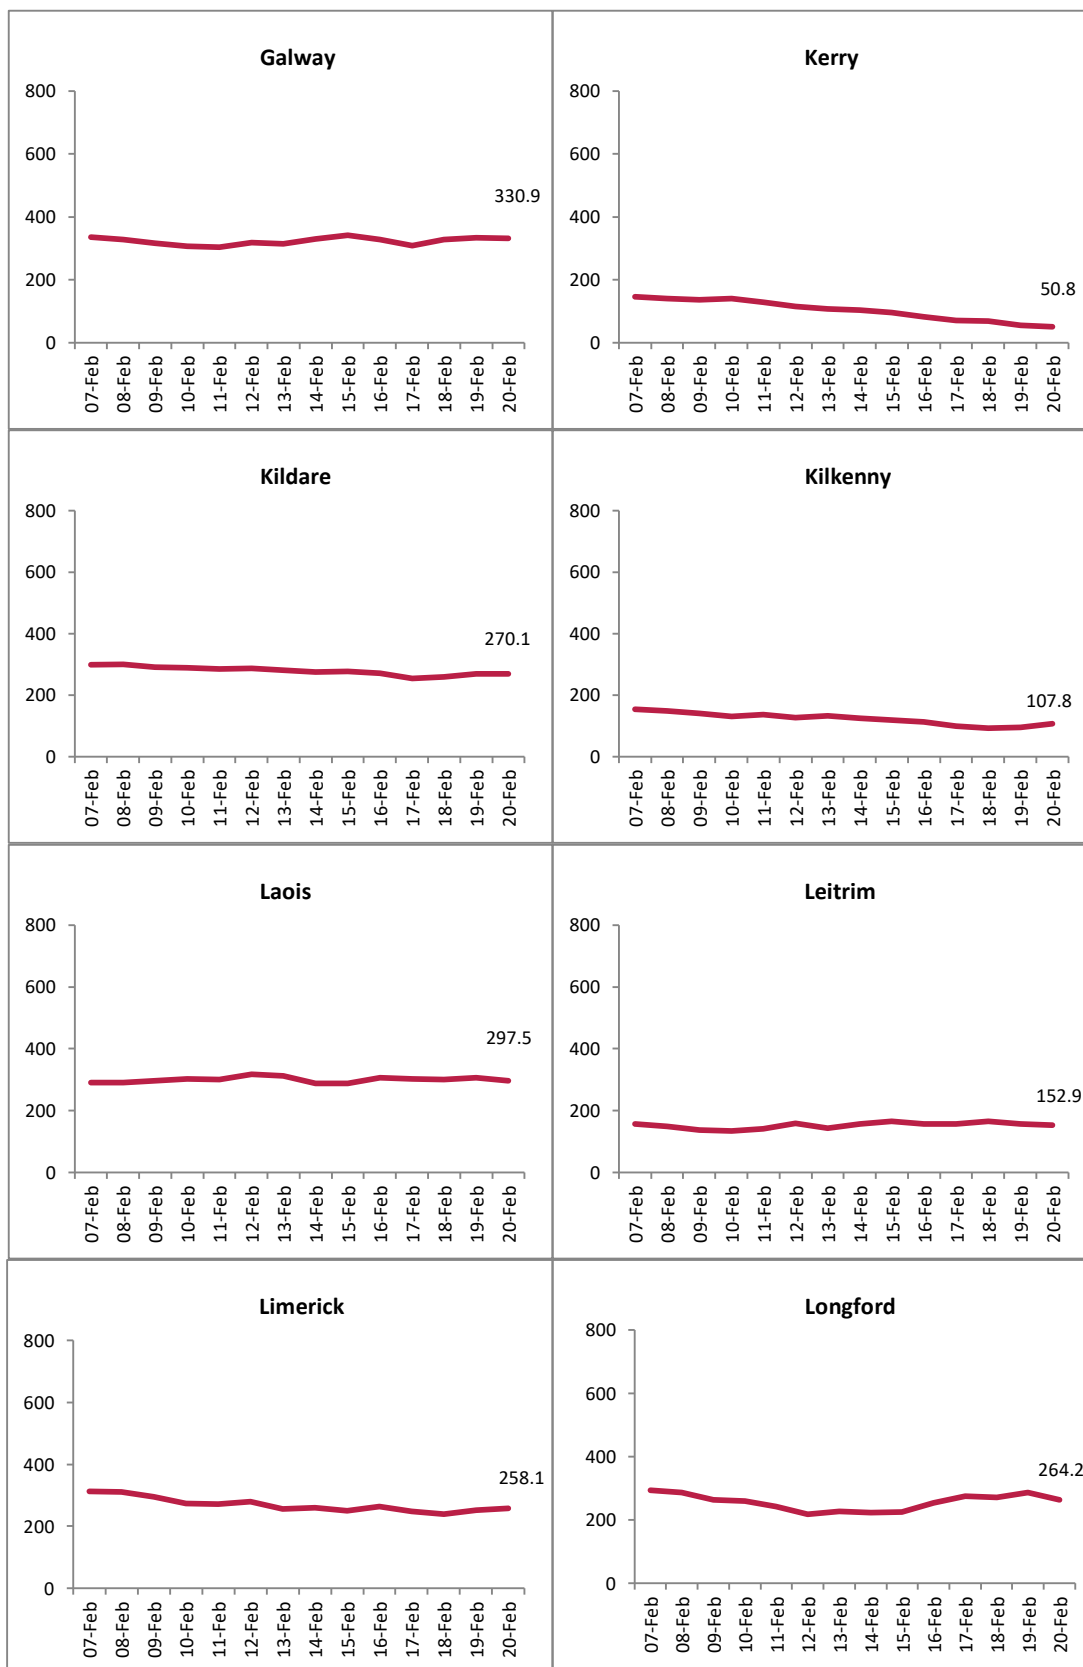 Galway
800
600
400
200
0
330.9
07-Feb
08-Feb
09-Feb
10-Feb
11-Feb
12-Feb
13-Feb
14-Feb
15-Feb
16-Feb
17-Feb
18-Feb
19-Feb
20-Feb
Kerry
800
600
400
200
0
50.8
07-Feb
08-Feb
09-Feb
10-Feb
11-Feb
12-Feb
13-Feb
14-Feb
15-Feb
16-Feb
17-Feb
18-Feb
19-Feb
20-Feb
Kildare
800
600
400
200
0
270.1
07-Feb
08-Feb
09-Feb
10-Feb
11-Feb
12-Feb
13-Feb
14-Feb
15-Feb
16-Feb
17-Feb
18-Feb
19-Feb
20-Feb
Kilkenny
800
600
400
200
0
107.8
07-Feb
08-Feb
09-Feb
10-Feb
11-Feb
12-Feb
13-Feb
14-Feb
15-Feb
16-Feb
17-Feb
18-Feb
19-Feb
20-Feb
Laois
800
600
400
200
0
297.5
07-Feb
08-Feb
09-Feb
10-Feb
11-Feb
12-Feb
13-Feb
14-Feb
15-Feb
16-Feb
17-Feb
18-Feb
19-Feb
20-Feb
Leitrim
800
600
400
200
0
152.9
07-Feb
08-Feb
09-Feb
10-Feb
11-Feb
12-Feb
13-Feb
14-Feb
15-Feb
16-Feb
17-Feb
18-Feb
19-Feb
20-Feb
Limerick
800
600
400
200
0
258.1
07-Feb
08-Feb
09-Feb
10-Feb
11-Feb
12-Feb
13-Feb
14-Feb
15-Feb
16-Feb
17-Feb
18-Feb
19-Feb
20-Feb
Longford
800
600
400
200
0
264.2
07-Feb
08-Feb
09-Feb
10-Feb
11-Feb
12-Feb
13-Feb
14-Feb
15-Feb
16-Feb
17-Feb
18-Feb
19-Feb
20-Feb